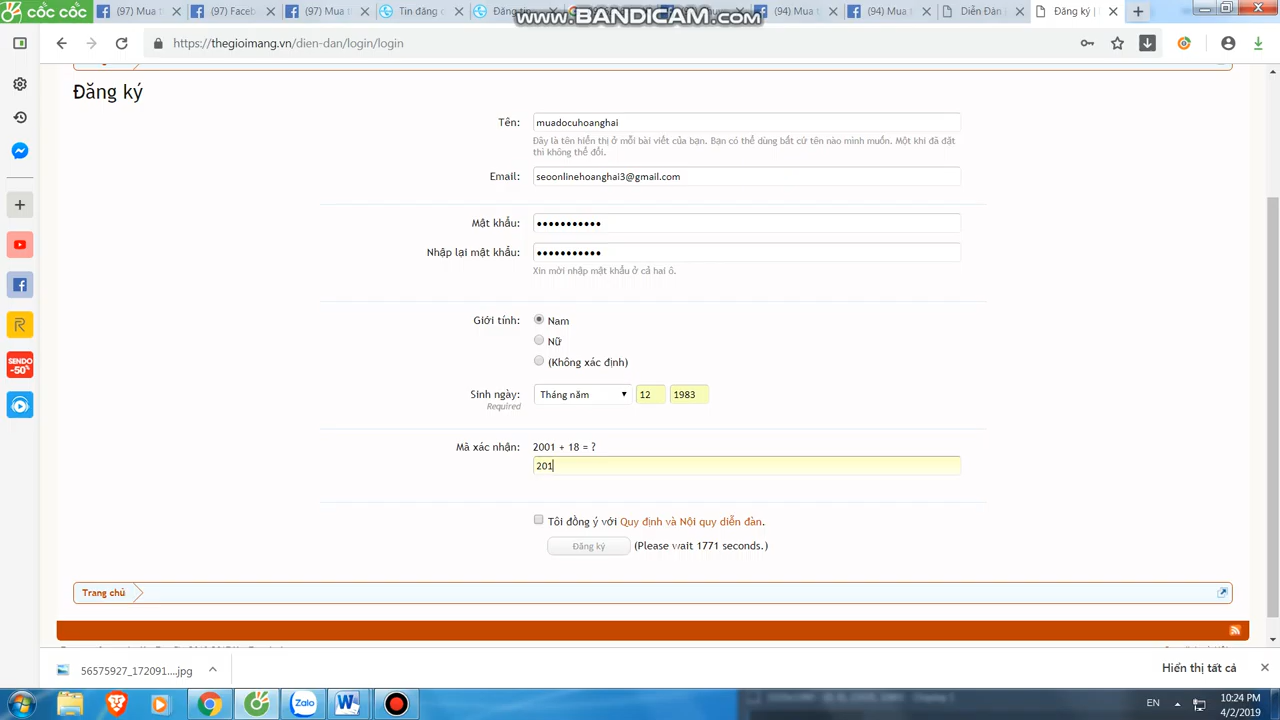 CỐC CỐC
(97) Mua t
(97) Faceb
(97) Mua t
Tin đăng c
Đăng
www.BANDICAM.com
(94) Mua t
(94) Mua t
Diễn Đàn
Đăng ký |
https://thegioimang.vn/dien-dan/login/login
Đăng ký
Tên:
muadocuhoanghai
Đây là tên hiển thị ở mỗi bài viết của bạn. Bạn có thể dùng bất cứ tên nào mình muốn. Một khi đã đặt
thì không thể đổi.
Email:
seoonlinehoanghai3@gmail.com
Mật khẩu:
•••••••••••
Nhập lại mật khẩu:
•••••••••••
Xin mời nhập mật khẩu ở cả hai ô.
Giới tính:
Nam
Nữ
(Không xác định)
Sinh ngày:
Tháng năm
12
1983
Required
Mã xác nhận:
2001 + 18 = ?
201
Tôi đồng ý với Quy định và Nội quy diễn đàn.
Đăng ký
(Please wait 1771 seconds.)
Trang chủ
SENDO
-50%
56575927_172091....jpg
Hiển thị tất cả
Zalo
EN
10:24 PM
4/2/2019